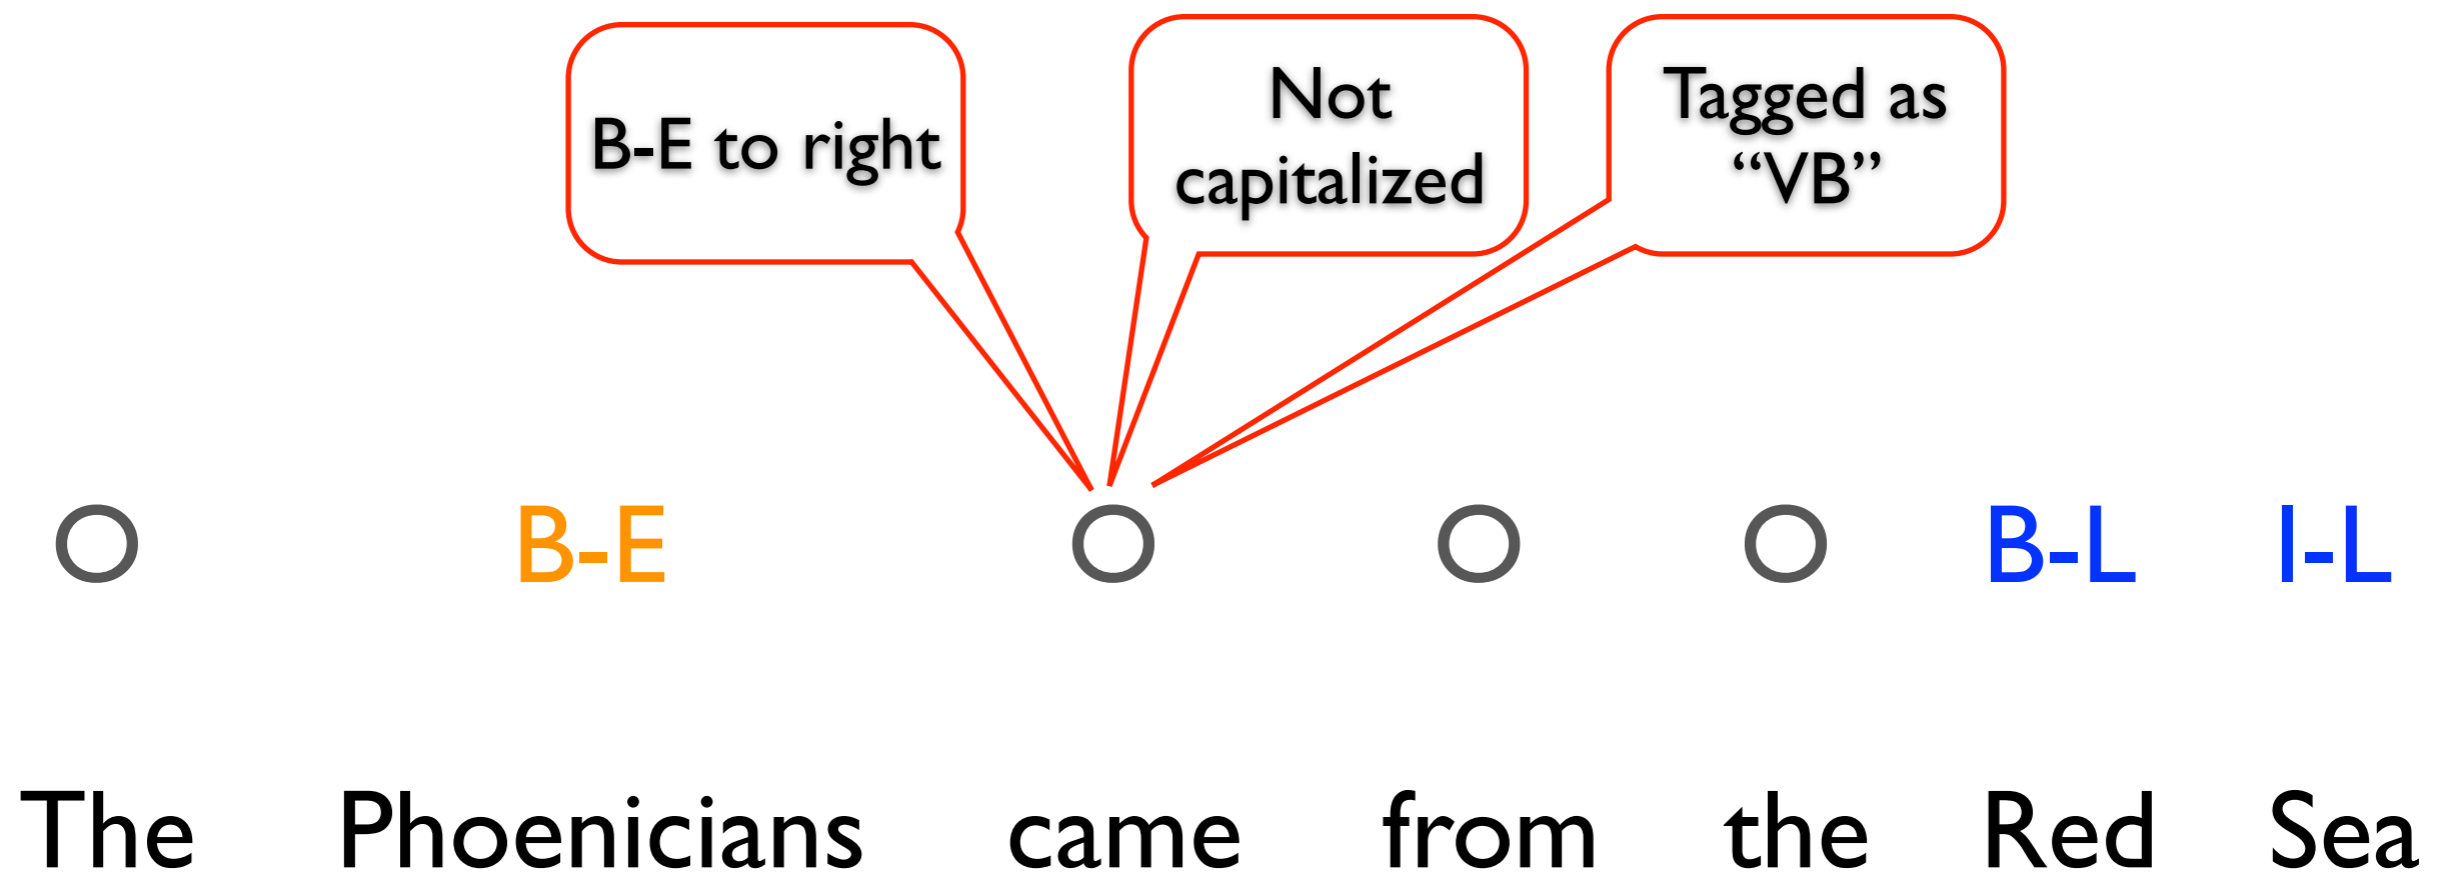 B-E to right
Not
capitalized
Tagged as
“VB”
O B-E O O O B-L I-L
The Phoenicians came from the Red Sea